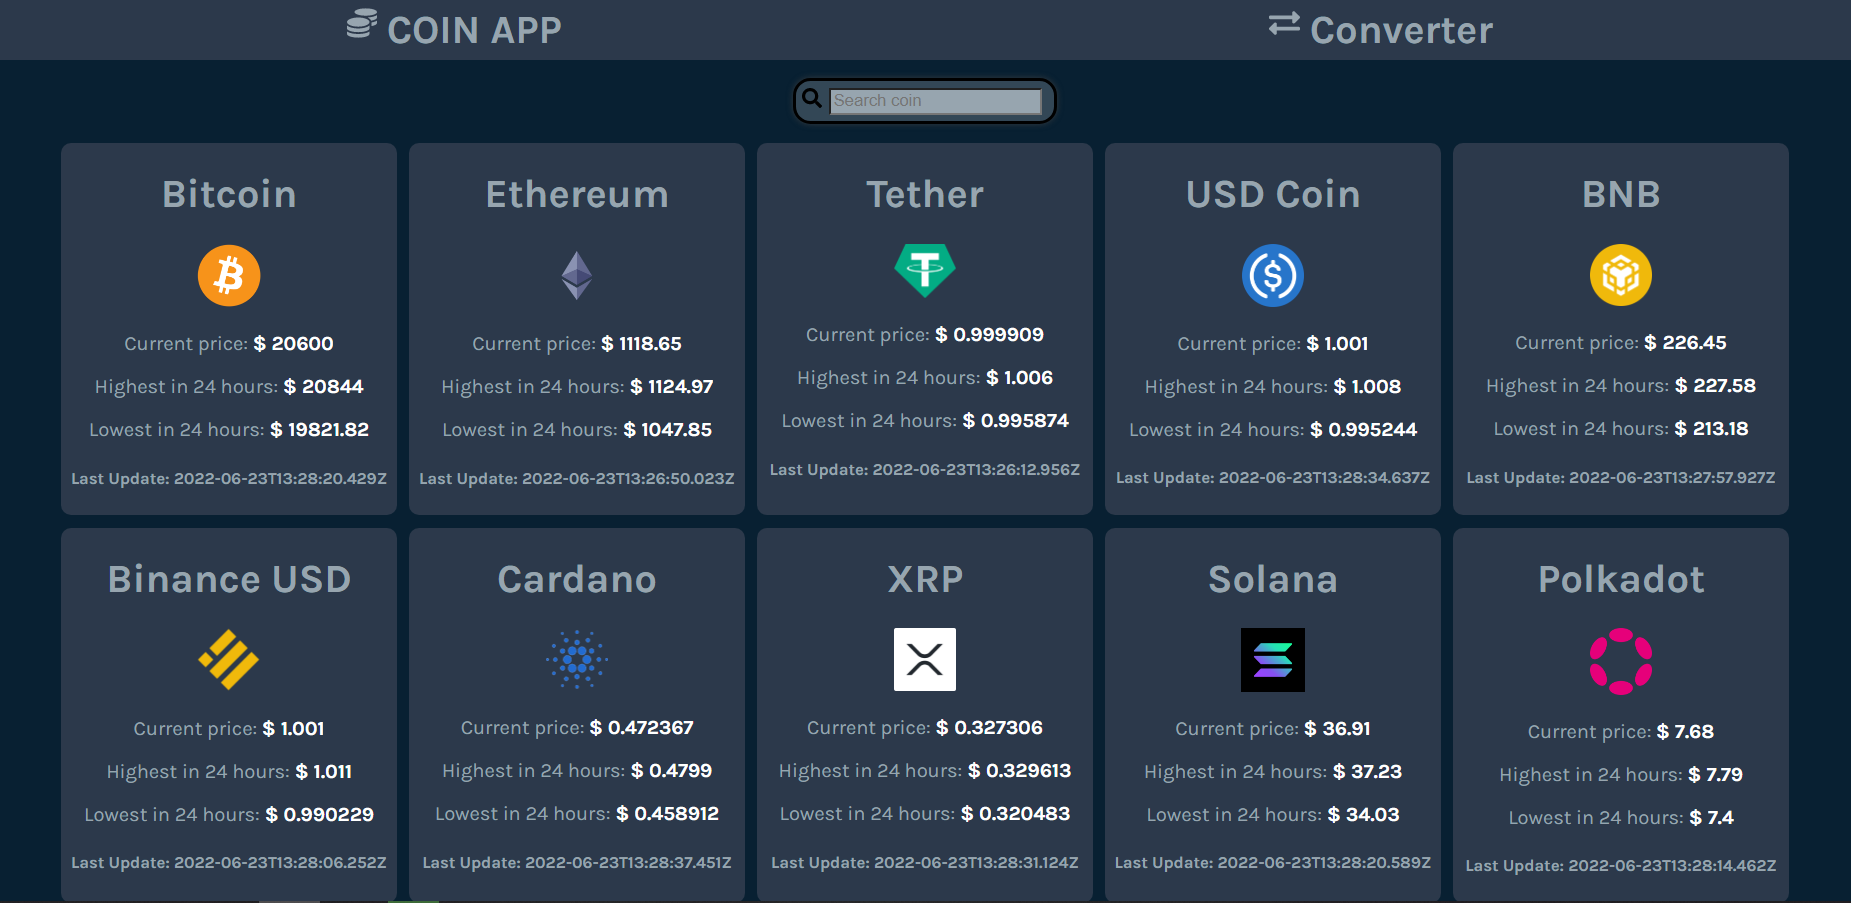 COIN APP
Converter
Search coin
Bitcoin
Current price: $ 20600
Highest in 24 hours: $ 20844
Lowest in 24 hours: $ 19821.82
Last Update: 2022-06-23T13:28:20.429Z
Ethereum
Current price: $ 1118.65
Highest in 24 hours: $ 1124.97
Lowest in 24 hours: $ 1047.85
Last Update: 2022-06-23T13:26:50.023Z
Tether
Current price: $ 0.999909
Highest in 24 hours: $ 1.006
Lowest in 24 hours: $ 0.995874
Last Update: 2022-06-23T13:26:12.956Z
USD Coin
Current price: $ 1.001
Highest in 24 hours: $ 1.008
Lowest in 24 hours: $ 0.995244
Last Update: 2022-06-23T13:28:34.637Z
BNB
Current price: $ 226.45
Highest in 24 hours: $ 227.58
Lowest in 24 hours: $ 213.18
Last Update: 2022-06-23T13:27:57.927Z
Binance USD
Current price: $ 1.001
Highest in 24 hours: $ 1.011
Lowest in 24 hours: $ 0.990229
Last Update: 2022-06-23T13:28:06.252Z
Cardano
Current price: $ 0.472367
Highest in 24 hours: $ 0.4799
Lowest in 24 hours: $ 0.458912
Last Update: 2022-06-23T13:28:37.451Z
XRP
Current price: $ 0.327306
Highest in 24 hours: $ 0.329613
Lowest in 24 hours: $ 0.320483
Last Update: 2022-06-23T13:28:31.124Z
Solana
Current price: $ 36.91
Highest in 24 hours: $ 37.23
Lowest in 24 hours: $ 34.03
Last Update: 2022-06-23T13:28:20.589Z
Polkadot
Current price: $ 7.68
Highest in 24 hours: $ 7.79
Lowest in 24 hours: $ 7.4
Last Update: 2022-06-23T13:28:14.462Z